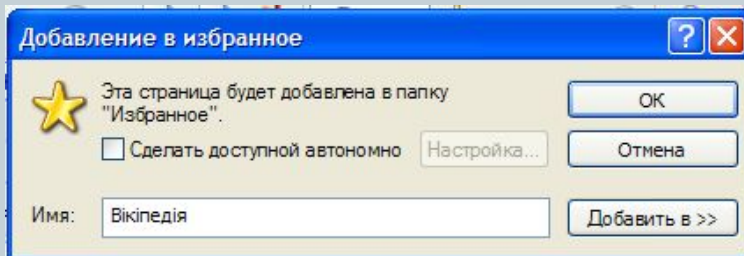 Добавление в избранное
Эта страница будет добавлена в папку
"Избранное".
OK
Сделать доступной автономно
Настройка...
Отмена
Имя:
Вікіпедія
Добавить в >>